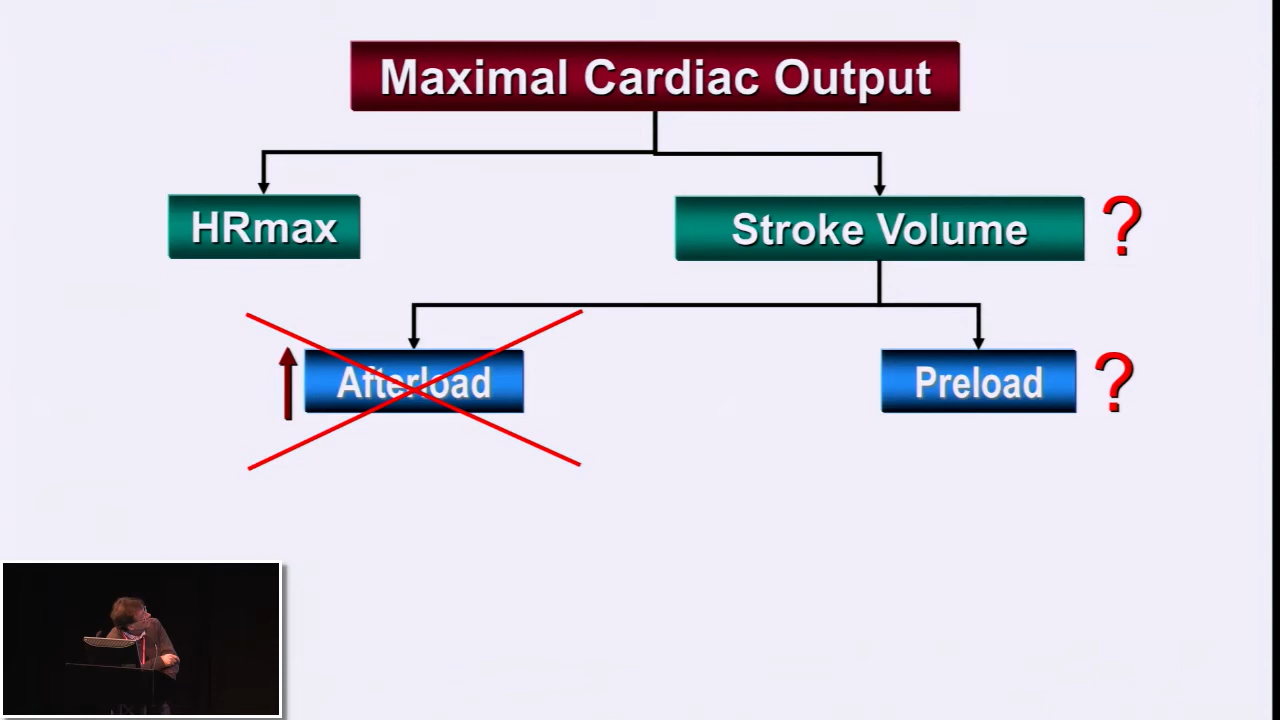 Maximal Cardiac Output
HRmax
Stroke Volume ?
Afterload
Preload ?